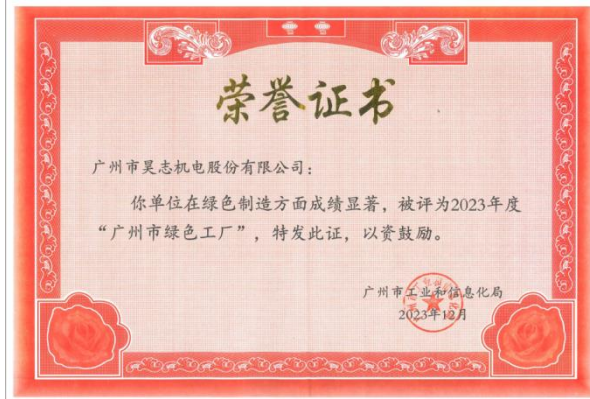 荣誉证书
广州市昊志机电股份有限公司：
你单位在绿色制造方面成绩显著，被评为2023年度
“广州市绿色工厂”，特发此证，以资鼓励。
广州市工业和信息化局
2023年12月